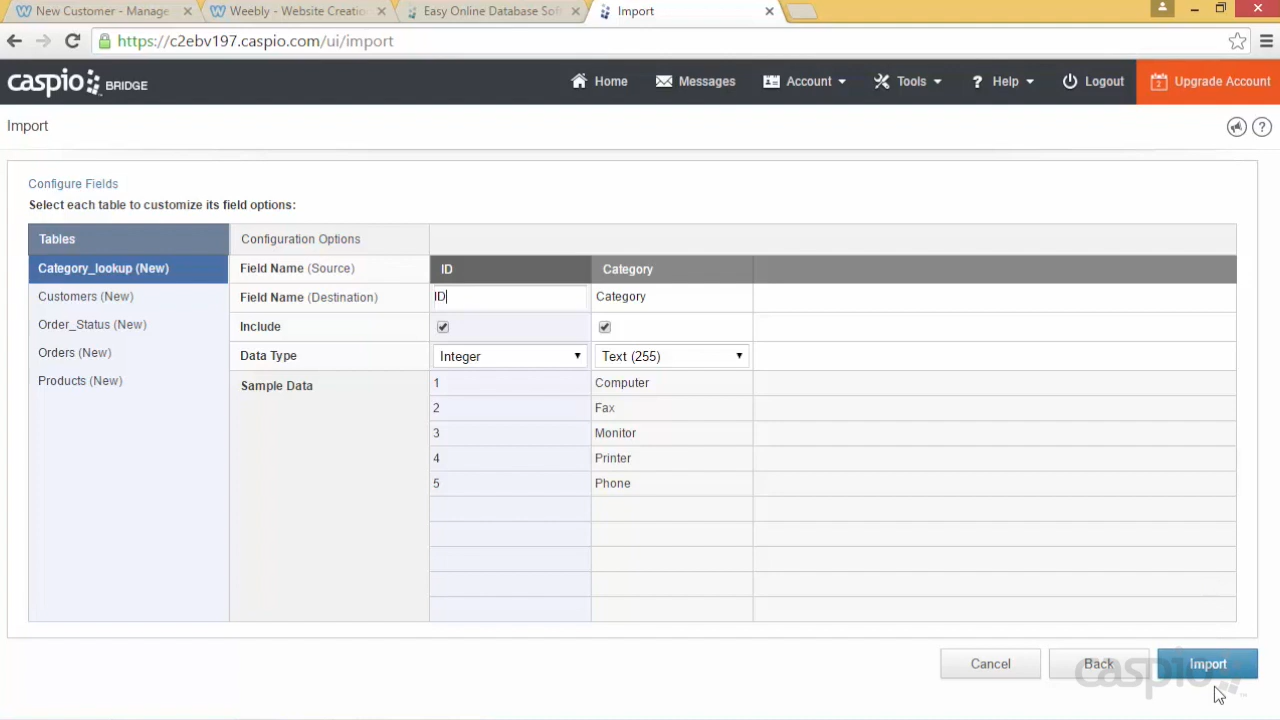 New Customer - Manage
Weebly - Website Creatio
Easy Online Database Sof
Import
https://c2ebv197.caspio.com/ui/import
caspio BRIDGE
Home
Messages
Account
Tools
? Help
Logout
Upgrade Account
Import
?
Configure Fields
Select each table to customize its field options:
Tables
Configuration Options
Category_lookup (New)
Field Name (Source)
ID
Category
Customers (New)
Field Name (Destination)
ID
Category
Order_Status (New)
Include
Orders (New)
Data Type
Integer
Text (255)
Products (New)
Sample Data
1
Computer
2
Fax
3
Monitor
4
Printer
5
Phone
Cancel
Back
Import
caspio